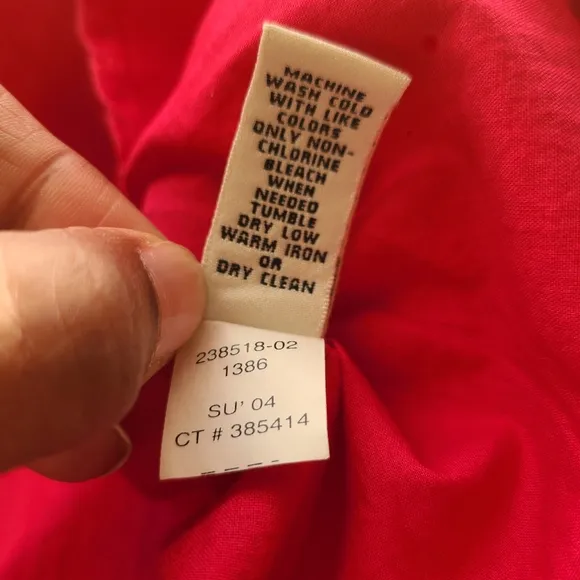 MACHINE
WASH COLD
WITH LIKE
COLORS
ONLY NON-
CHLORINE
BLEACH
WHEN
NEEDED
TUMBLE
DRY LOW
WARM IRON
OR
DRY CLEAN
238518-02
1386
SU' 04
CT # 385414